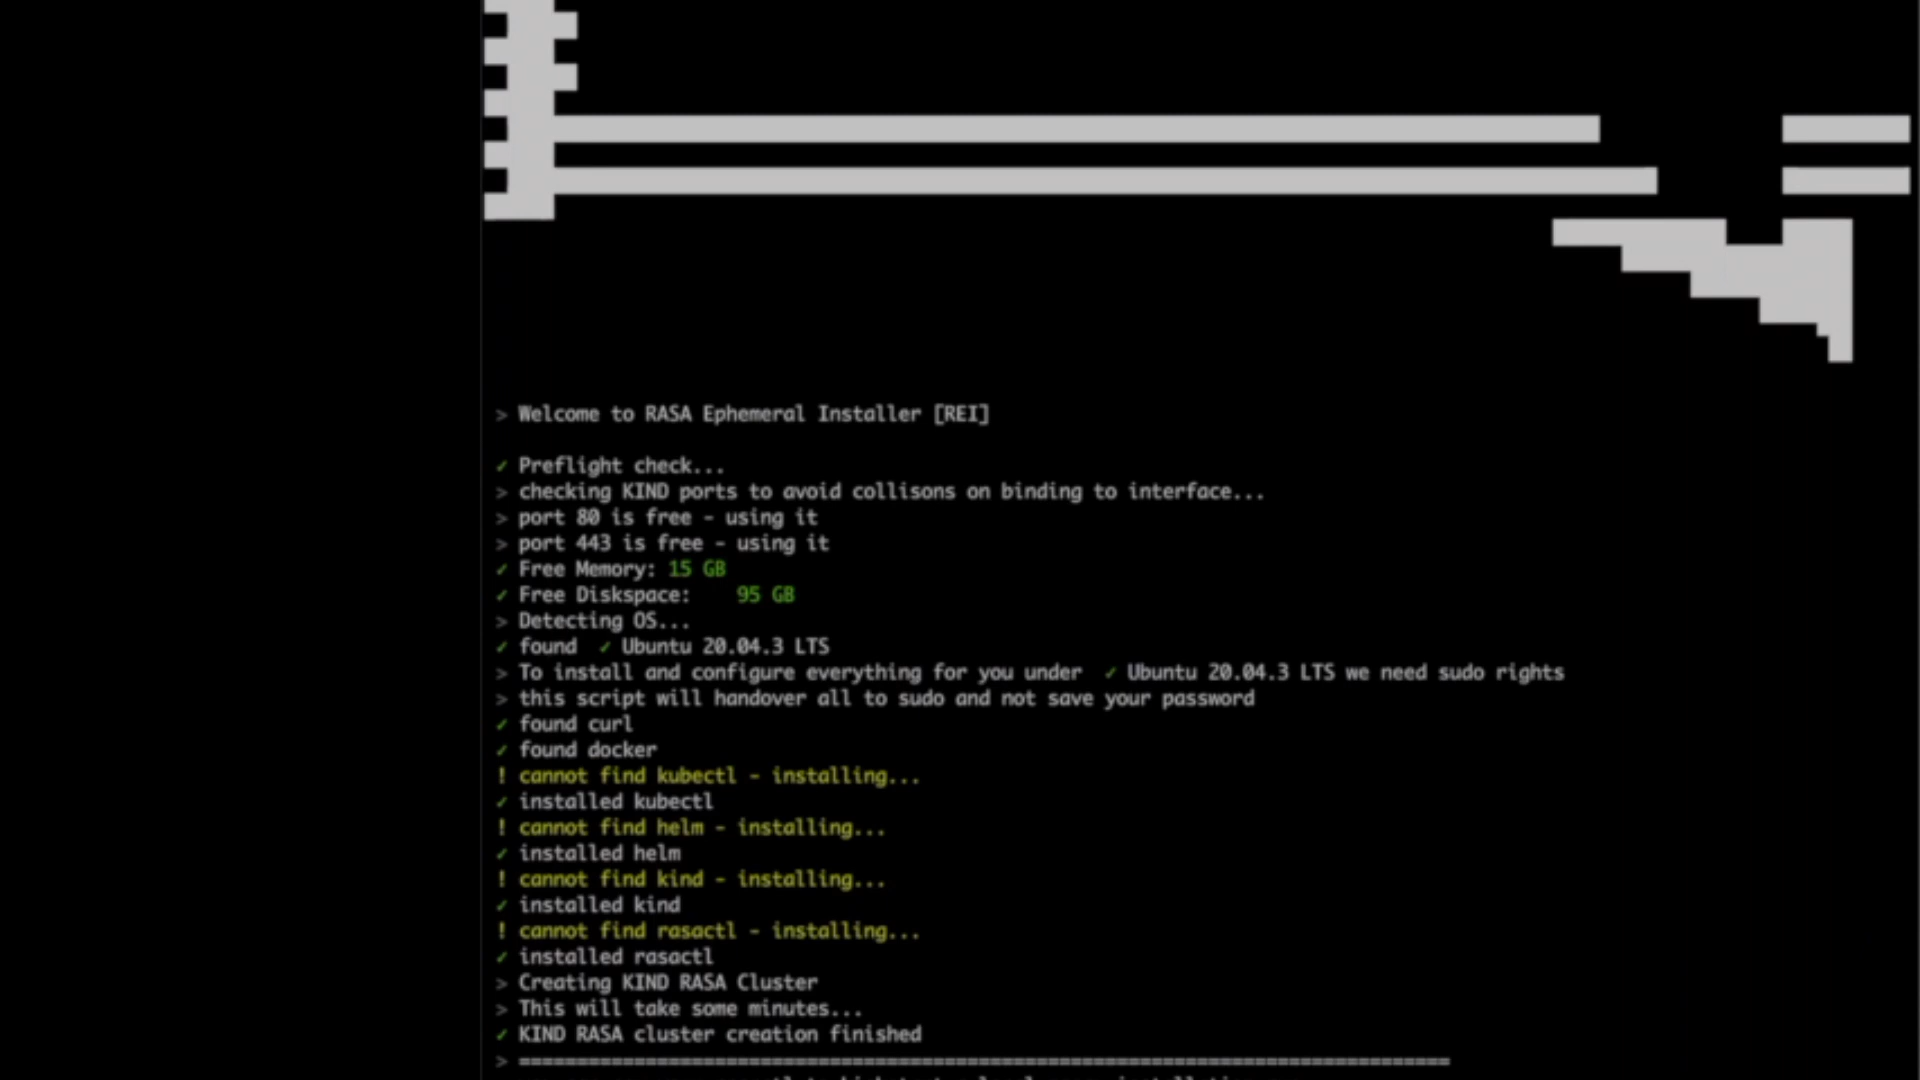 > Welcome to RASA Ephemeral Installer [REI]
✓ Preflight check...
> checking KIND ports to avoid collisons on binding to interface...
> port 80 is free - using it
> port 443 is free - using it
✓ Free Memory: 15 GB
✓ Free Diskspace:    95 GB
> Detecting OS...
✓ found  ✓ Ubuntu 20.04.3 LTS
> To install and configure everything for you under  ✓ Ubuntu 20.04.3 LTS we need sudo rights
> this script will handover all to sudo and not save your password
✓ found curl
✓ found docker
! cannot find kubectl - installing...
✓ installed kubectl
! cannot find helm - installing...
✓ installed helm
! cannot find kind - installing...
✓ installed kind
! cannot find rasactl - installing...
✓ installed rasactl
> Creating KIND RASA Cluster
> This will take some minutes...
✓ KIND RASA cluster creation finished
> =================================================================================